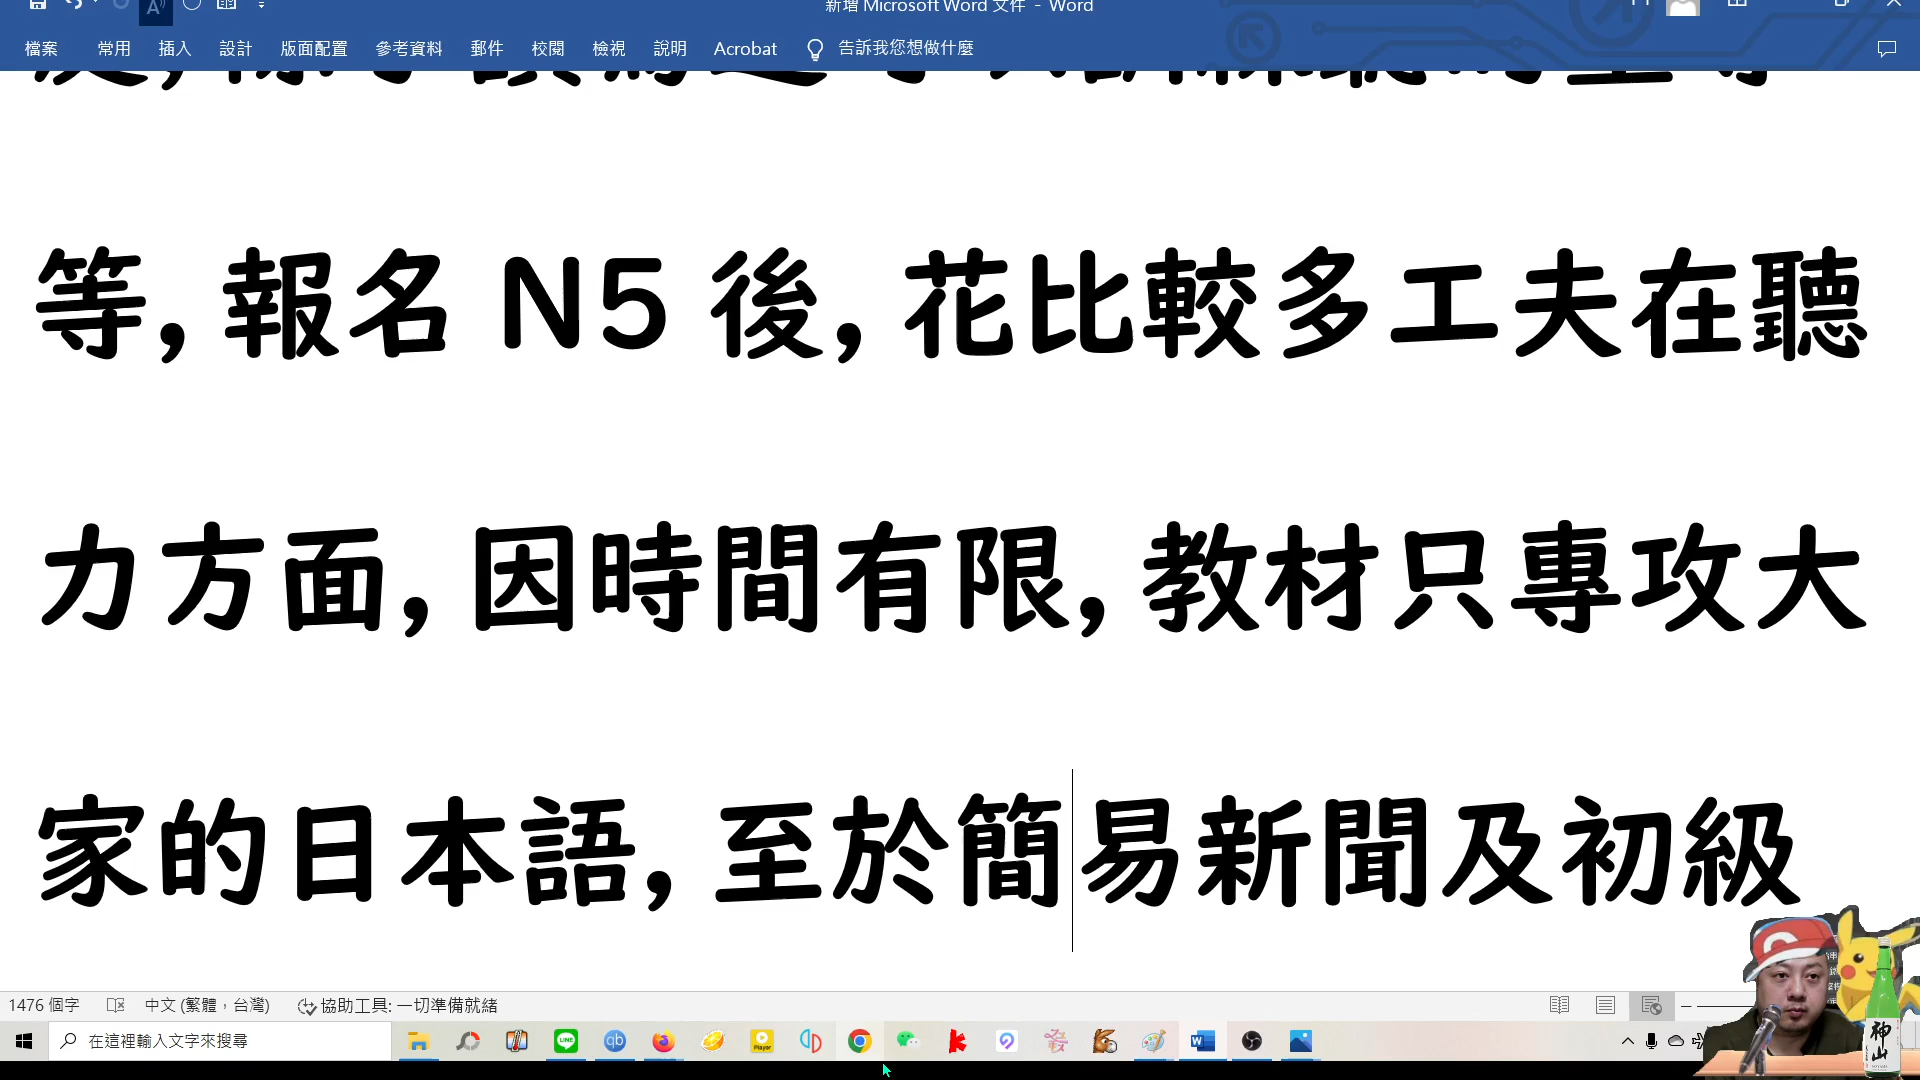 新增 Microsoft Word 文件 - Word
檔案 常用 插入 設計 版面配置 參考資料 郵件 校閱 檢視 說明 Acrobat 告訴我您想做什麼
等, 報名 N5 後, 花比較多工夫在聽
力方面, 因時間有限, 教材只專攻大
家的日本語, 至於簡易新聞及初級
1476 個字 中文 (繁體，台灣) 協助工具: 一切準備就緒
在這裡輸入文字來搜尋
神山